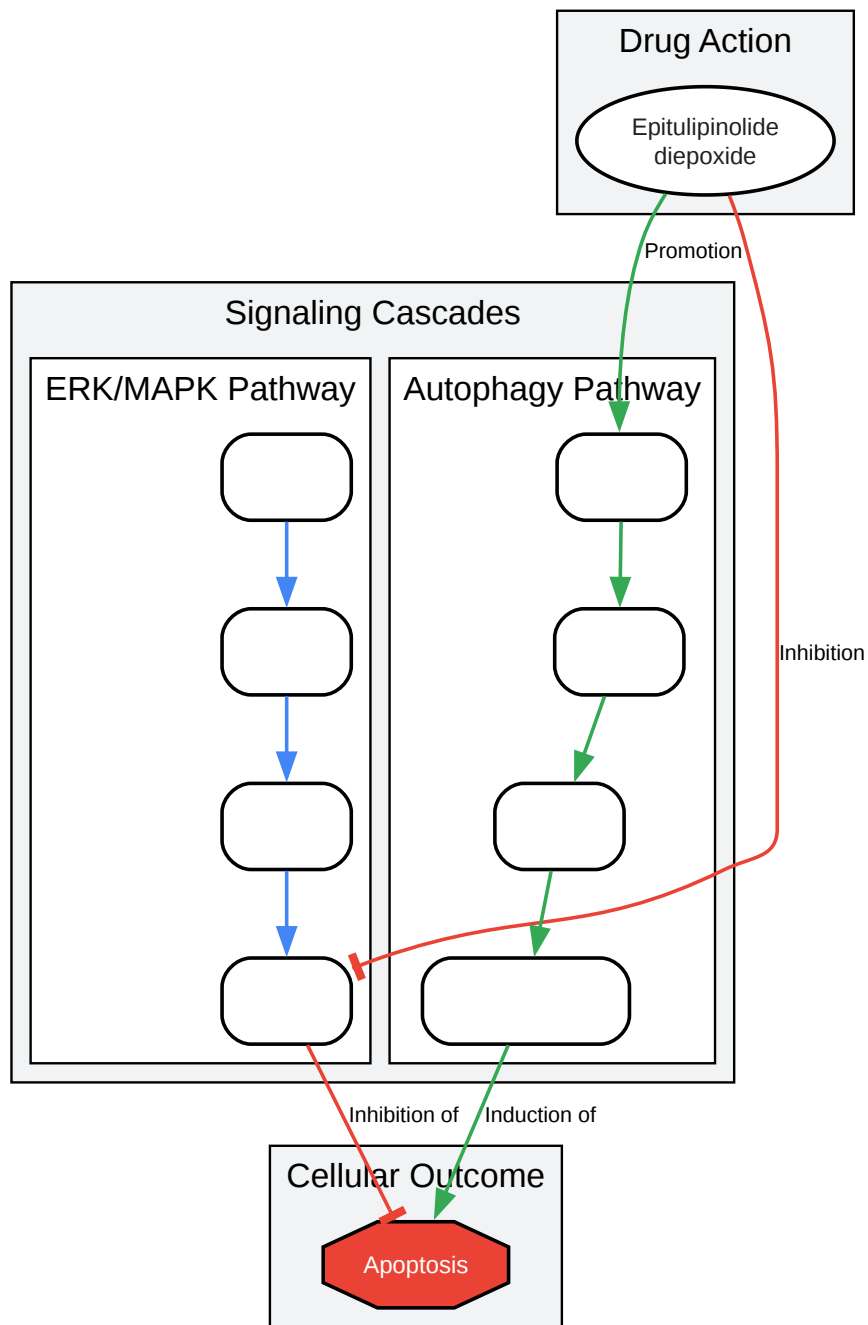 Drug Action
Epitulipinolide
diepoxide
Promotion
Signaling Cascades
ERK/MAPK Pathway
Autophagy Pathway
Inhibition
Inhibition of
Induction of
Cellular Outcome
Apoptosis